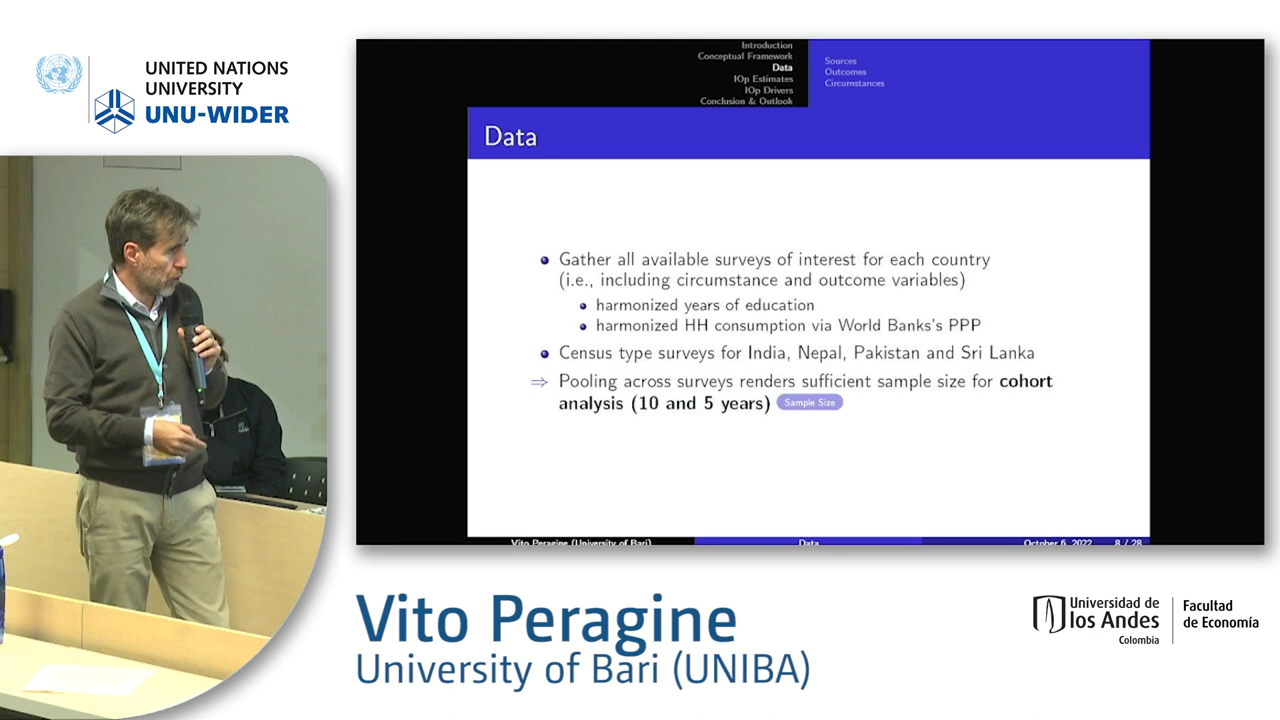 UNITED NATIONS
UNIVERSITY
UNU-WIDER
Introduction
Conceptual Framework
Data
IOp Estimates
IOp Drivers
Conclusion & Outlook
Sources
Outcomes
Circumstances
Data
Gather all available surveys of interest for each country
(i.e., including circumstance and outcome variables)
harmonized years of education
harmonized HH consumption via World Banks's PPP
Census type surveys for India, Nepal, Pakistan and Sri Lanka
⇒ Pooling across surveys renders sufficient sample size for cohort
analysis (10 and 5 years) Sample Size
Vito Peragine (University of Bari) Data October 6, 2022 8 / 28
Vito Peragine
University of Bari (UNIBA)
Universidad de
los Andes
Colombia
Facultad
de Economía